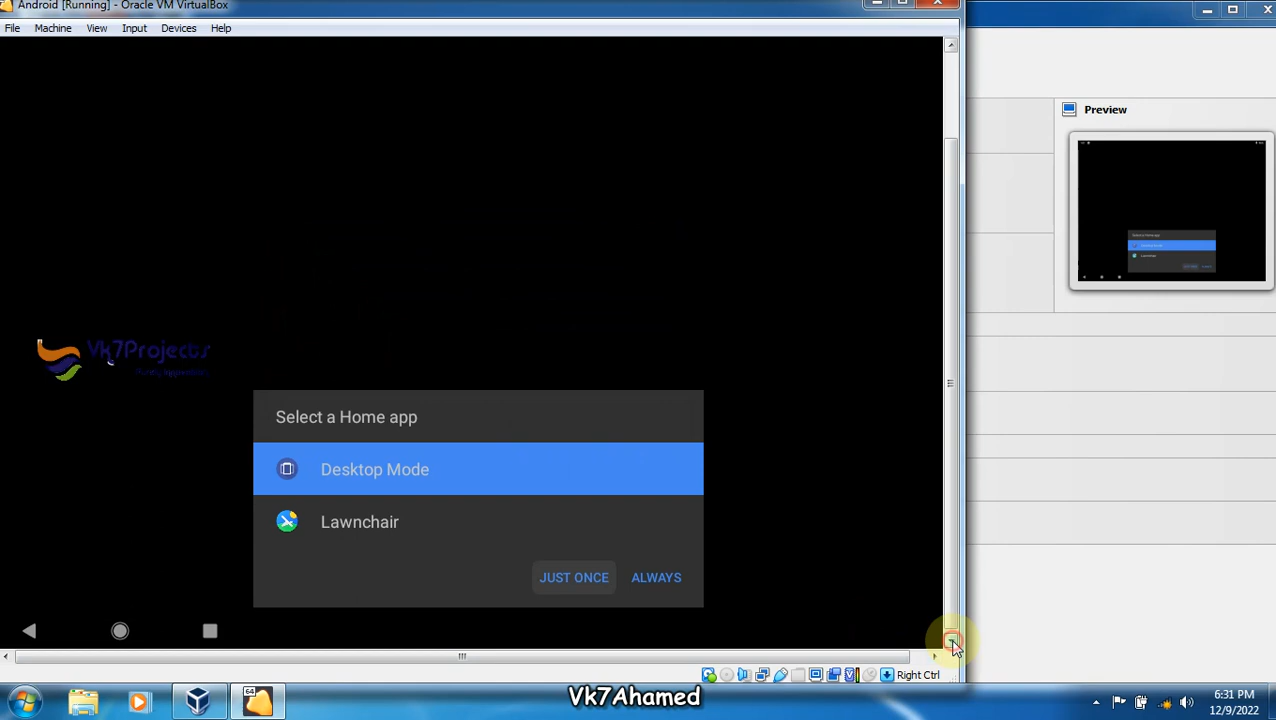 Android [Running] - Oracle VM VirtualBox
File Machine View Input Devices Help
Preview
Vk7Projects
Select a Home app
Desktop Mode
Lawnchair
JUST ONCE ALWAYS
Right Ctrl
64
Vk7Ahamed
6:31 PM
12/9/2022